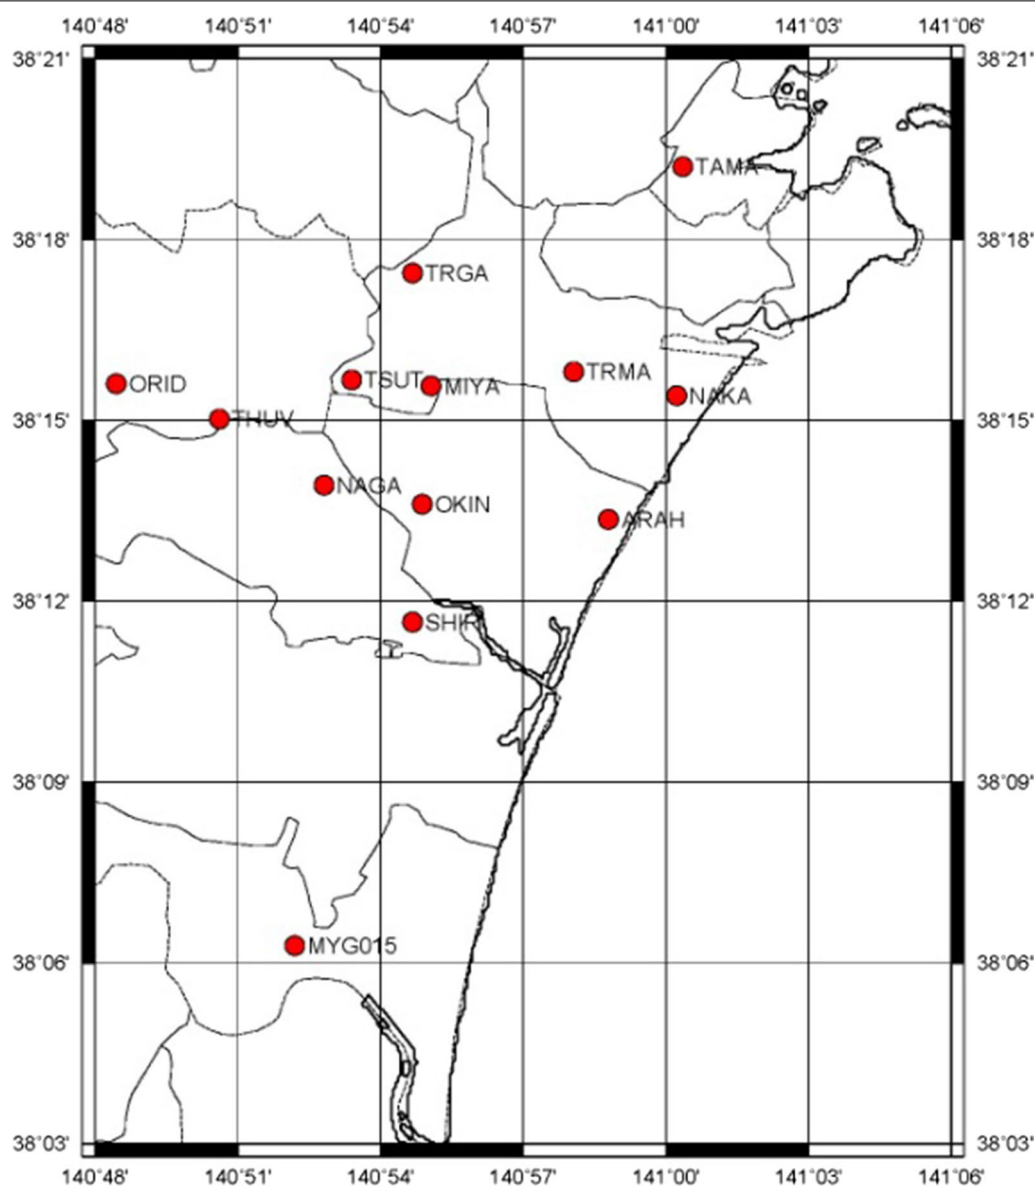 140°48' 140°51' 140°54' 140°57' 141°00' 141°03' 141°06'
38°21' 38°21'
TAMA
38°18' 38°18'
TRGA
TRMA
TSUT MIYA
ORID
NAKA
THUV
38°15' 38°15'
NAGA
OKIN
ARAH
38°12' 38°12'
SHIR
38°09' 38°09'
MYG015
38°06' 38°06'
38°03' 38°03'
140°48' 140°51' 140°54' 140°57' 141°00' 141°03' 141°06'